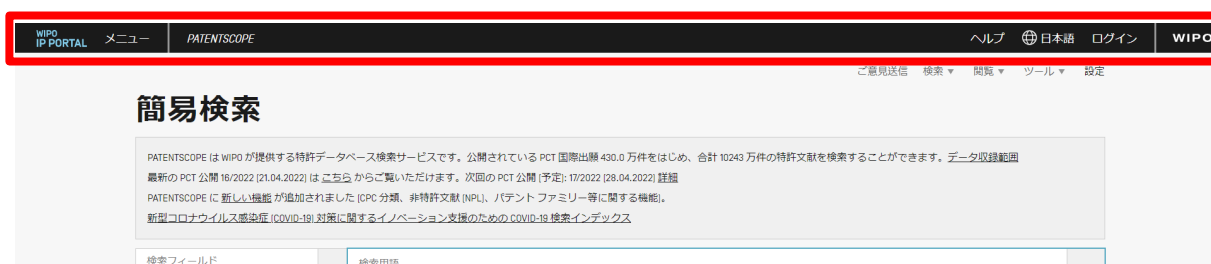 WIPO
IP PORTAL メニュー PATENTSCOPE ヘルプ 日本語 ログイン WIPO
ご意見送信 検索 ▼ 閲覧 ▼ ツール ▼ 設定
簡易検索
PATENTSCOPE は WIPO が提供する特許データベース検索サービスです。公開されている PCT 国際出願 430.0 万件をはじめ、合計 10243 万件の特許文献を検索することができます。データ収録範囲
最新の PCT 公開 16/2022 (21.04.2022) は こちら からご覧いただけます。次回の PCT 公開 (予定): 17/2022 (28.04.2022) 詳細
PATENTSCOPE に 新しい機能 が追加されました (CPC 分類、非特許文献 (NPL)、パテント ファミリー等に関する機能)。
新型コロナウイルス感染症 (COVID-19) 対策に関するイノベーション支援のための COVID-19 検索インデックス
検索フィールド 検索用語